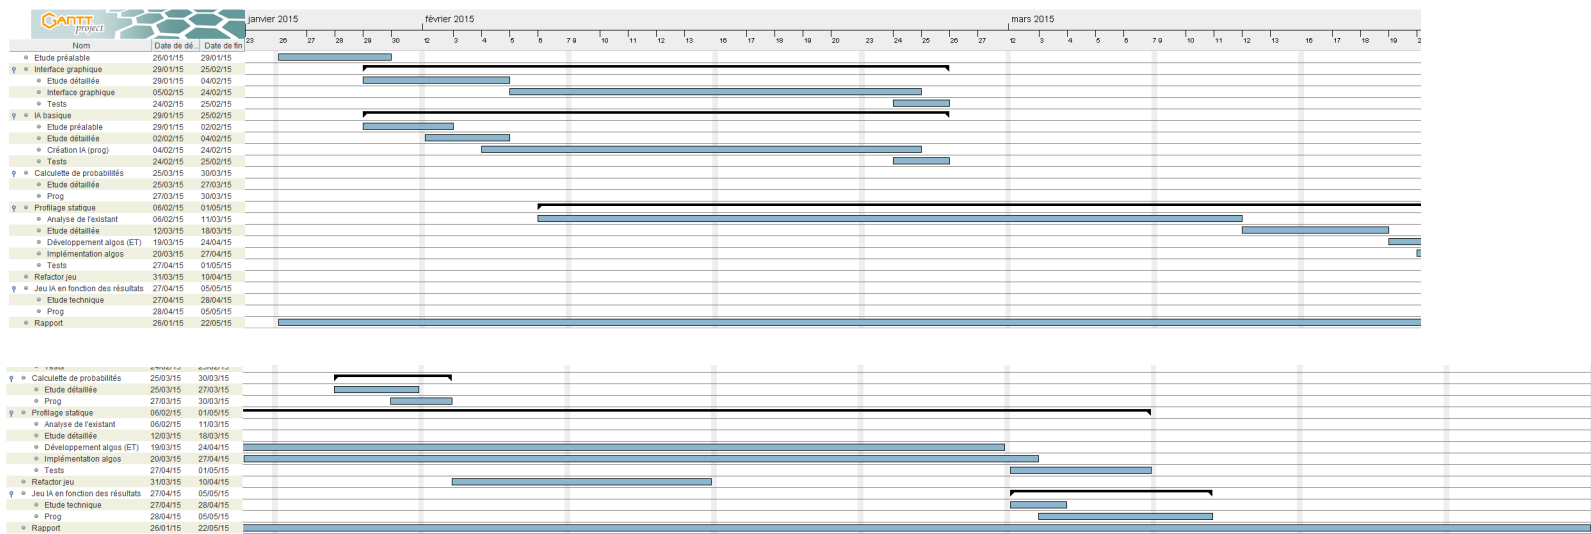 GANTT
project
janvier 2015 février 2015 mars 2015
Nom Date de dé... Date de fin
23 26 27 28 29 30 2 3 4 5 6 7 9 10 11 12 13 16 17 18 19 20 23 24 25 26 27 2 3 4 5 6 7 9 10 11 12 13 16 17 18 19
Etude préalable 26/01/15 29/01/15
Interface graphique 29/01/15 25/02/15
Etude détaillée 29/01/15 04/02/15
Interface graphique 05/02/15 24/02/15
Tests 24/02/15 25/02/15
IA basique 29/01/15 25/02/15
Etude préalable 29/01/15 02/02/15
Etude détaillée 02/02/15 04/02/15
Création IA (prog) 04/02/15 24/02/15
Tests 24/02/15 25/02/15
Calculette de probabilités 25/03/15 30/03/15
Etude détaillée 25/03/15 27/03/15
Prog 27/03/15 30/03/15
Profilage statique 06/02/15 01/05/15
Analyse de l'existant 06/02/15 11/03/15
Etude détaillée 12/03/15 18/03/15
Développement algos (ET) 19/03/15 24/04/15
Implémentation algos 20/03/15 27/04/15
Tests 27/04/15 01/05/15
Refactor jeu 31/03/15 10/04/15
Jeu IA en fonction des résultats 27/04/15 05/05/15
Etude technique 27/04/15 28/04/15
Prog 28/04/15 05/05/15
Rapport 26/01/15 22/05/15
Calculette de probabilités 25/03/15 30/03/15
Etude détaillée 25/03/15 27/03/15
Prog 27/03/15 30/03/15
Profilage statique 06/02/15 01/05/15
Analyse de l'existant 06/02/15 11/03/15
Etude détaillée 12/03/15 18/03/15
Développement algos (ET) 19/03/15 24/04/15
Implémentation algos 20/03/15 27/04/15
Tests 27/04/15 01/05/15
Refactor jeu 31/03/15 10/04/15
Jeu IA en fonction des résultats 27/04/15 05/05/15
Etude technique 27/04/15 28/04/15
Prog 28/04/15 05/05/15
Rapport 26/01/15 22/05/15